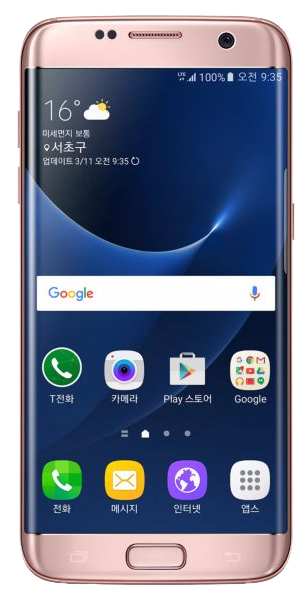 LTE 100% 오전 9:35
16°
미세먼지 보통
서초구
업데이트 3/11 오전 9:35
Google
T전화 카메라 Play 스토어 Google
전화 메시지 인터넷 앱스